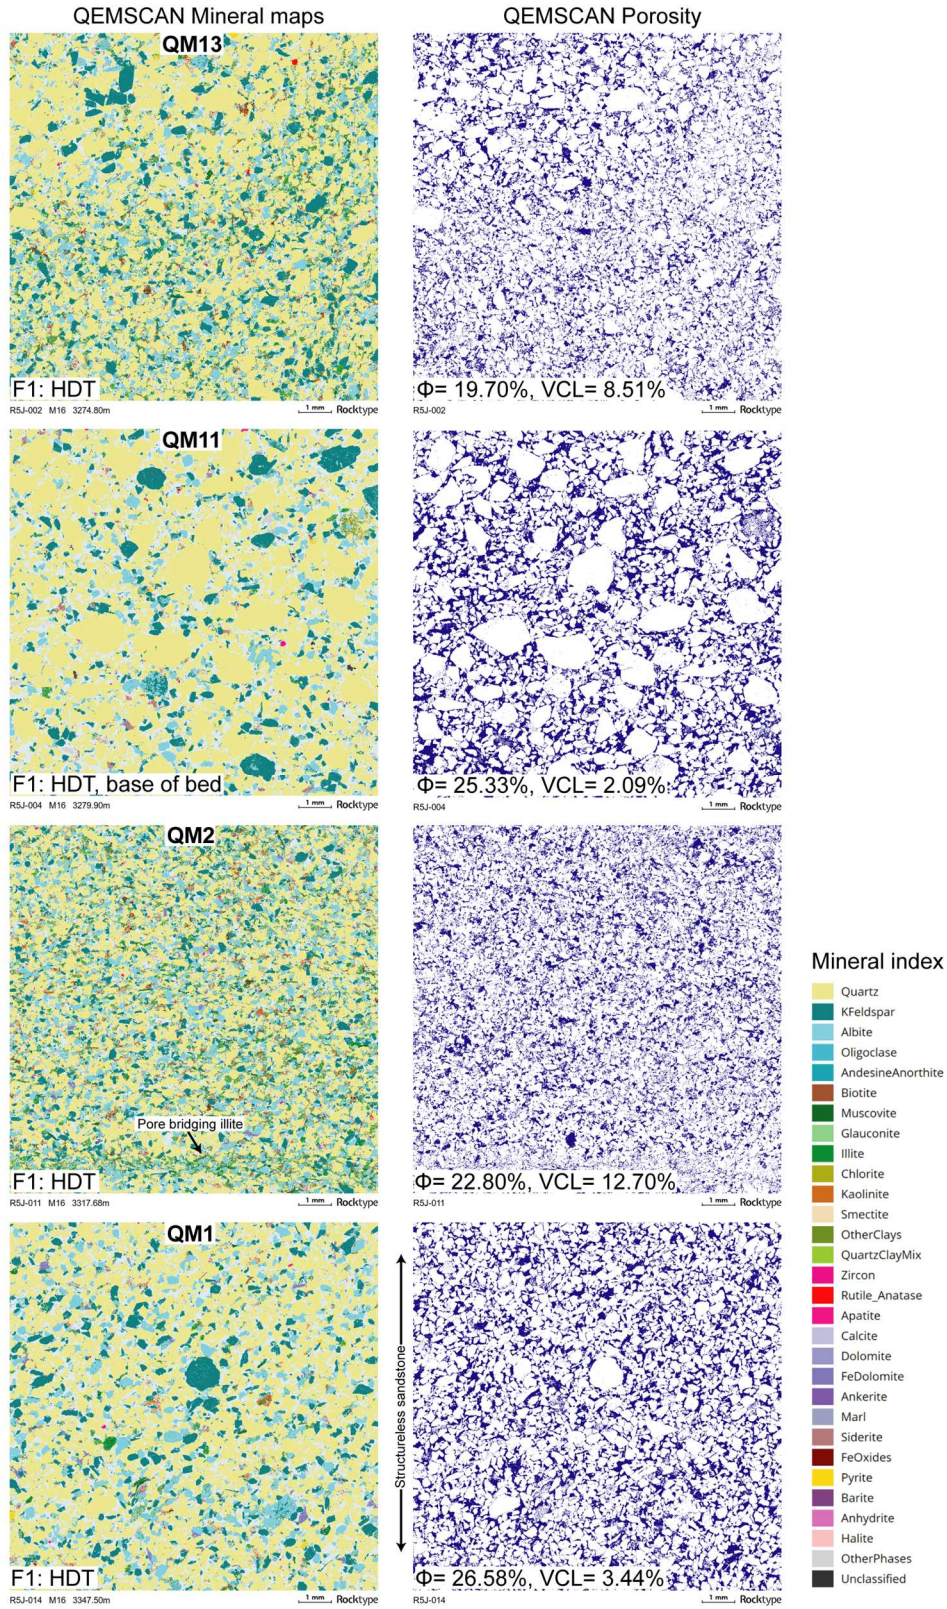 QEMSCAN Mineral maps
QEMSCAN Porosity
QM13
F1: HDT
Φ= 19.70%, VCL= 8.51%
R5J-002 M16 3274.80m
1 mm Rocktype
R5J-002
1 mm Rocktype
QM11
F1: HDT, base of bed
Φ= 25.33%, VCL= 2.09%
R5J-004 M16 3279.90m
1 mm Rocktype
R5J-004
1 mm Rocktype
QM2
Pore bridging illite
F1: HDT
Φ= 22.80%, VCL= 12.70%
R5J-011 M16 3317.68m
1 mm Rocktype
R5J-011
1 mm Rocktype
QM1
Structureless sandstone
F1: HDT
Φ= 26.58%, VCL= 3.44%
R5J-014 M16 3347.50m
1 mm Rocktype
R5J-014
1 mm Rocktype
Mineral index
Quartz
KFeldspar
Albite
Oligoclase
AndesineAnorthite
Biotite
Muscovite
Glauconite
Illite
Chlorite
Kaolinite
Smectite
OtherClays
QuartzClayMix
Zircon
Rutile_Anatase
Apatite
Calcite
Dolomite
FeDolomite
Ankerite
Marl
Siderite
FeOxides
Pyrite
Barite
Anhydrite
Halite
OtherPhases
Unclassified